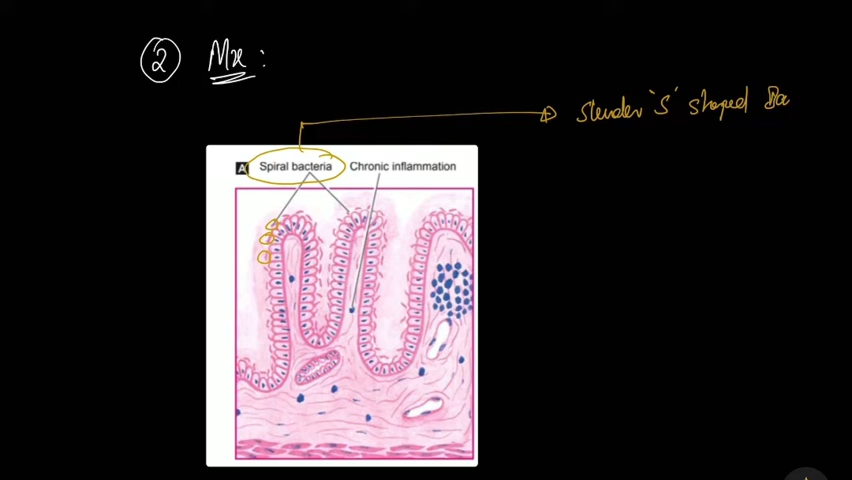 2 Mx:
Slender 's' shaped Ba
A Spiral bacteria Chronic inflammation